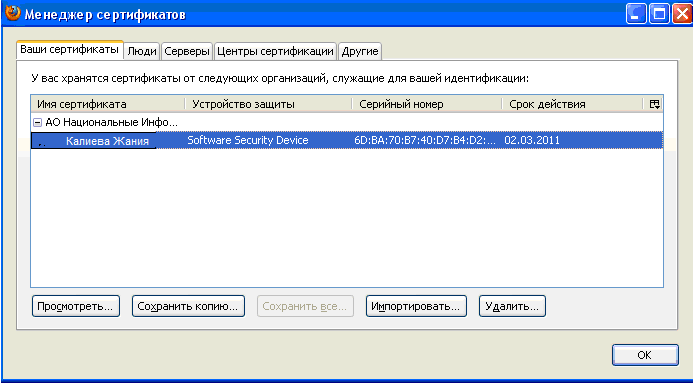 Менеджер сертификатов
Ваши сертификаты Люди Серверы Центры сертификации Другие
У вас хранятся сертификаты от следующих организаций, служащие для вашей идентификации:
Имя сертификата Устройство защиты Серийный номер Срок действия
АО Национальные Инфо...
Калиева Жания Software Security Device 6D:BA:70:B7:40:D7:B4:D2:... 02.03.2011
Просмотреть... Сохранить копию... Сохранить все... Импортировать... Удалить...
ОК